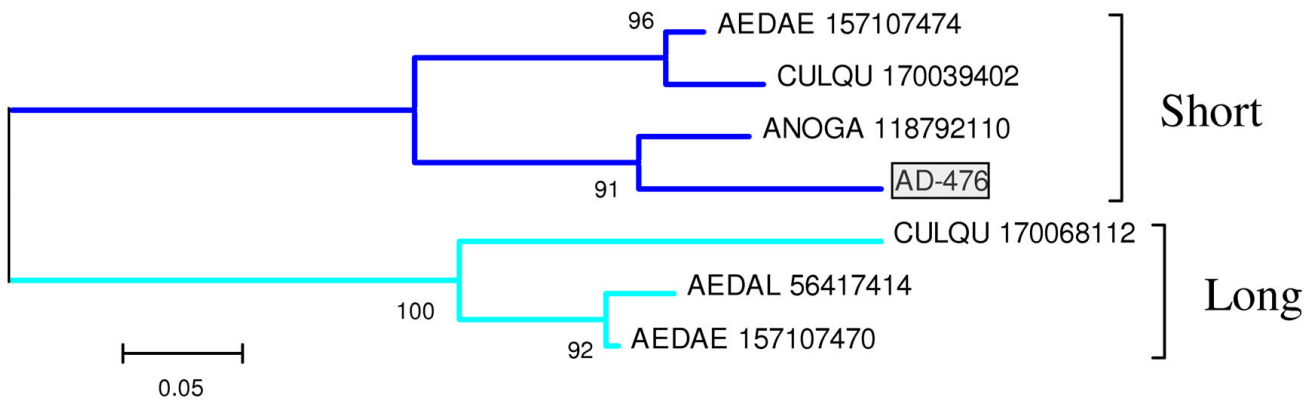 96
AEDAE 157107474
CULQU 170039402
ANOGA 118792110
Short
AD-476
91
CULQU 170068112
AEDAL 56417414
Long
100
AEDAE 157107470
92
0.05